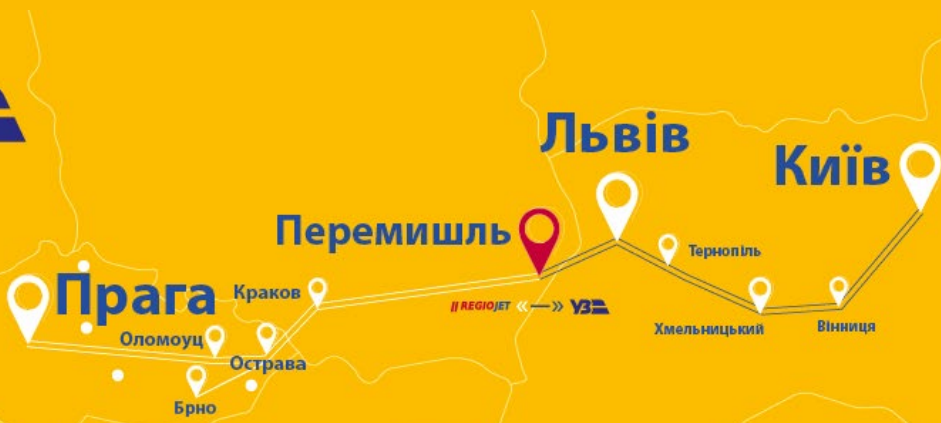 Львів
Київ
Перемишль
Тернопіль
Прага
Краков
// REGIOJET «—» УЗ
Хмельницький
Вінниця
Оломоуц
Острава
Брно